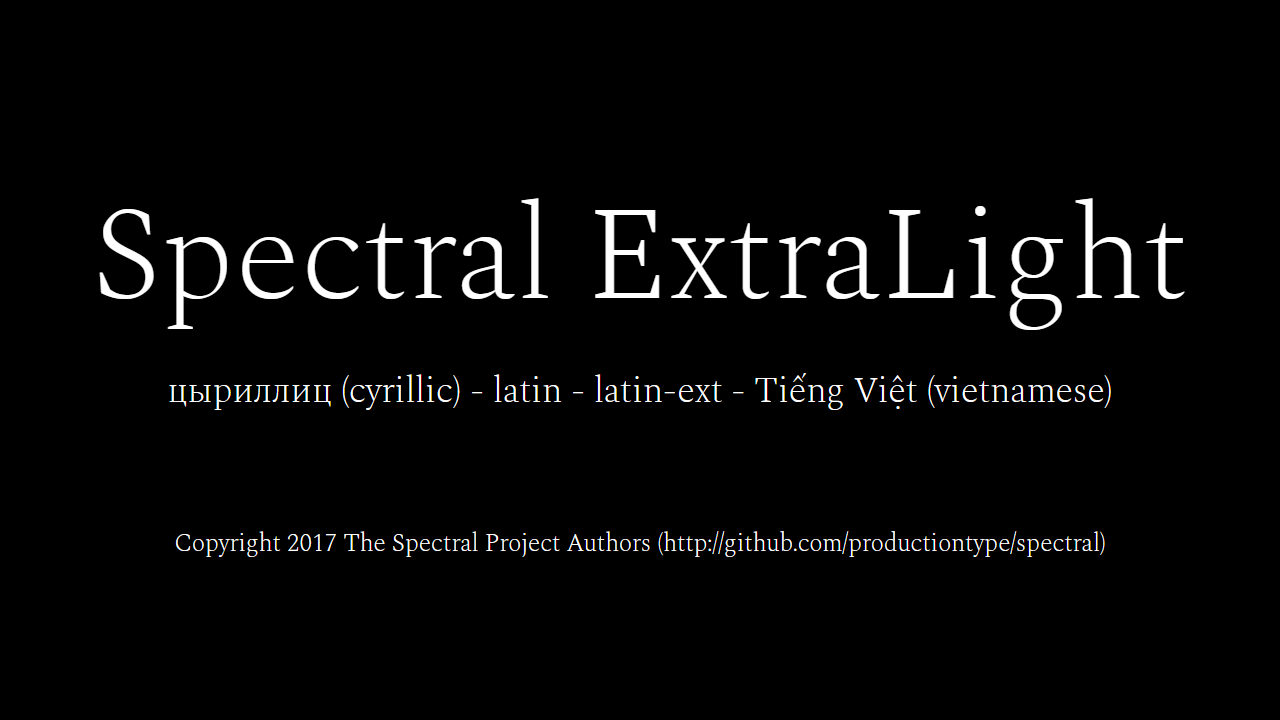 Spectral ExtraLight
цыриллиц (cyrillic) - latin - latin-ext - Tiếng Việt (vietnamese)
Copyright 2017 The Spectral Project Authors (http://github.com/productiontype/spectral)